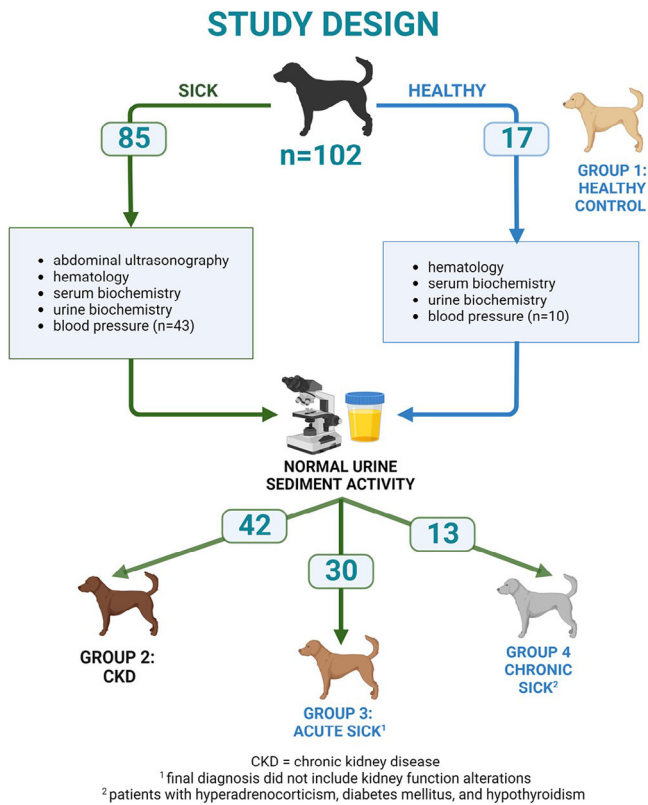 STUDY DESIGN
SICK
HEALTHY
85
n=102
17
GROUP 1:
HEALTHY
CONTROL
• abdominal ultrasonography
• hematology
• serum biochemistry
• urine biochemistry
• blood pressure (n=43)
• hematology
• serum biochemistry
• urine biochemistry
• blood pressure (n=10)
NORMAL URINE
SEDIMENT ACTIVITY
42
30
13
GROUP 2:
CKD
GROUP 3:
ACUTE SICK¹
GROUP 4
CHRONIC
SICK²
CKD = chronic kidney disease
¹ final diagnosis did not include kidney function alterations
² patients with hyperadrenocorticism, diabetes mellitus, and hypothyroidism